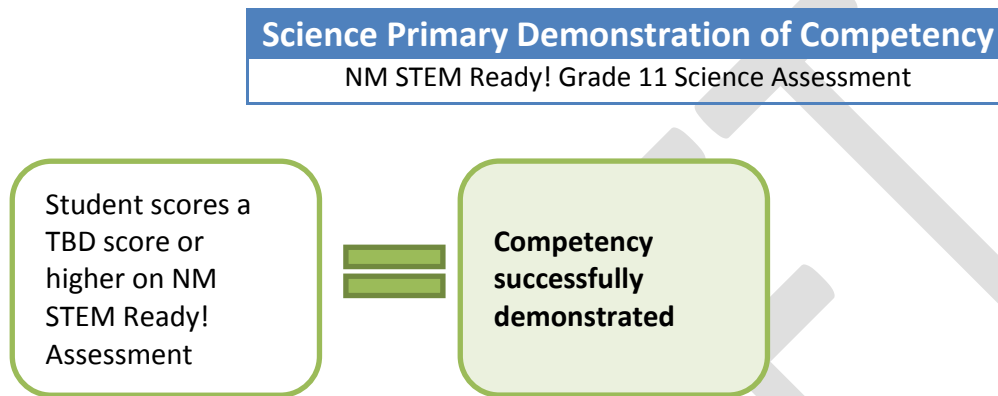 Science Primary Demonstration of Competency
NM STEM Ready! Grade 11 Science Assessment
Student scores a
TBD score or
higher on NM
STEM Ready!
Assessment
Competency
successfully
demonstrated